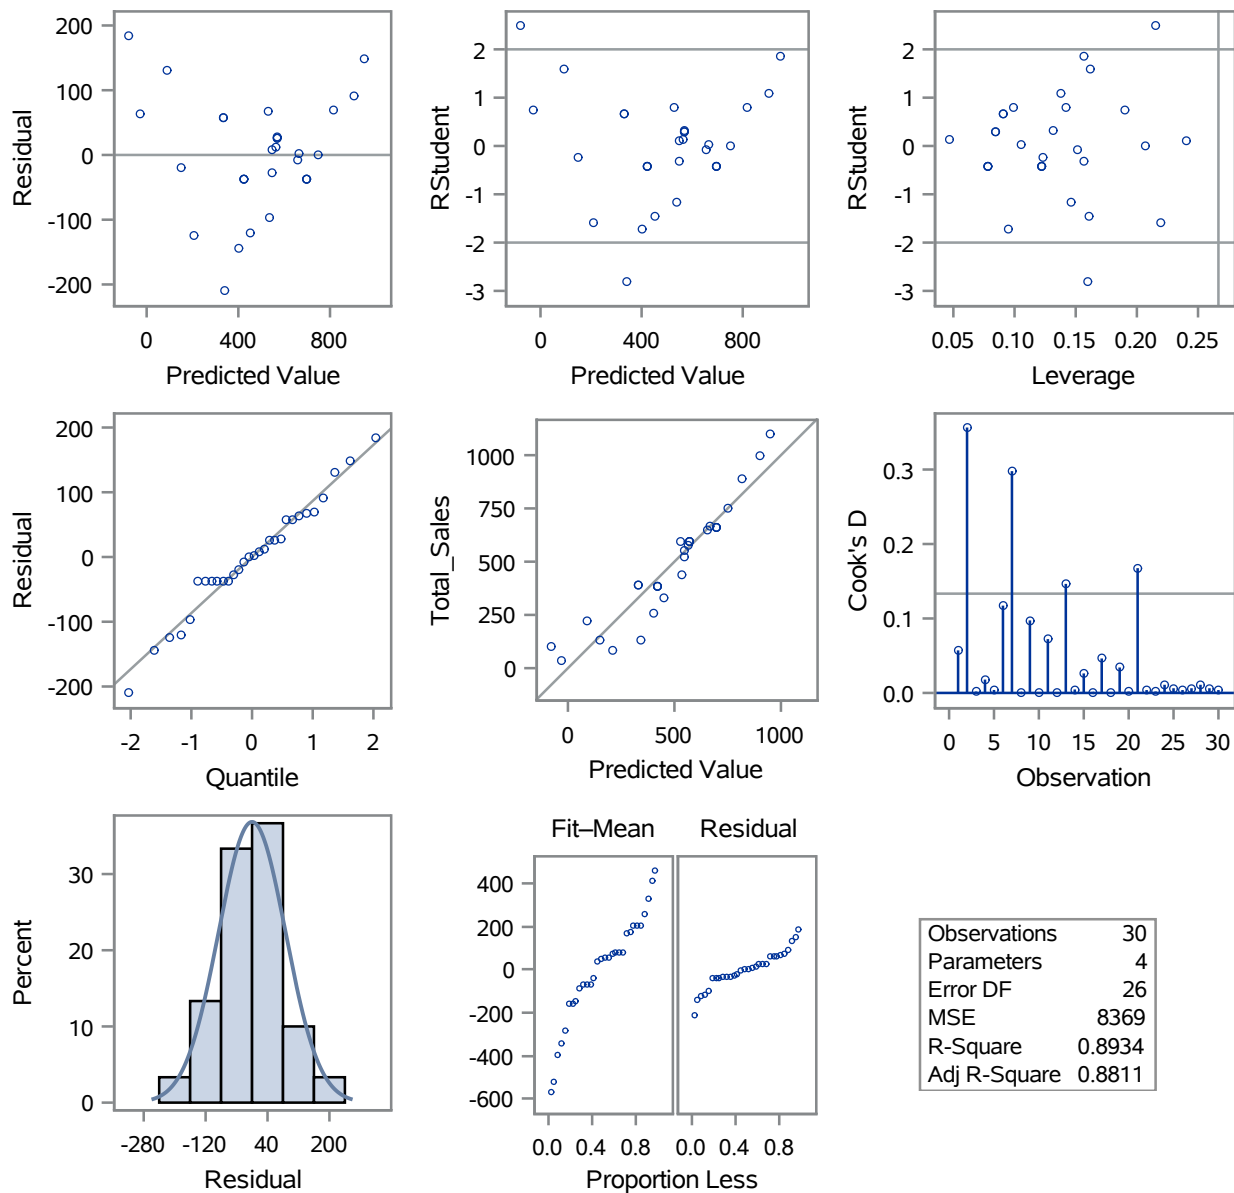 200
100
0
-100
-200
Residual
0 400 800
Predicted Value
2
1
0
-1
-2
-3
RStudent
0 400 800
Predicted Value
2
1
0
-1
-2
-3
RStudent
0.05 0.10 0.15 0.20 0.25
Leverage
200
100
0
-100
-200
Residual
-2 -1 0 1 2
Quantile
1000
750
500
250
0
Total_Sales
0 500 1000
Predicted Value
0.3
0.2
0.1
0.0
Cook's D
0 5 10 15 20 25 30
Observation
30
20
10
0
Percent
-280 -120 40 200
Residual
Fit–Mean Residual
400
200
0
-200
-400
-600
0.0 0.4 0.8 0.0 0.4 0.8
Proportion Less
Observations 30
Parameters 4
Error DF 26
MSE 8369
R-Square 0.8934
Adj R-Square 0.8811